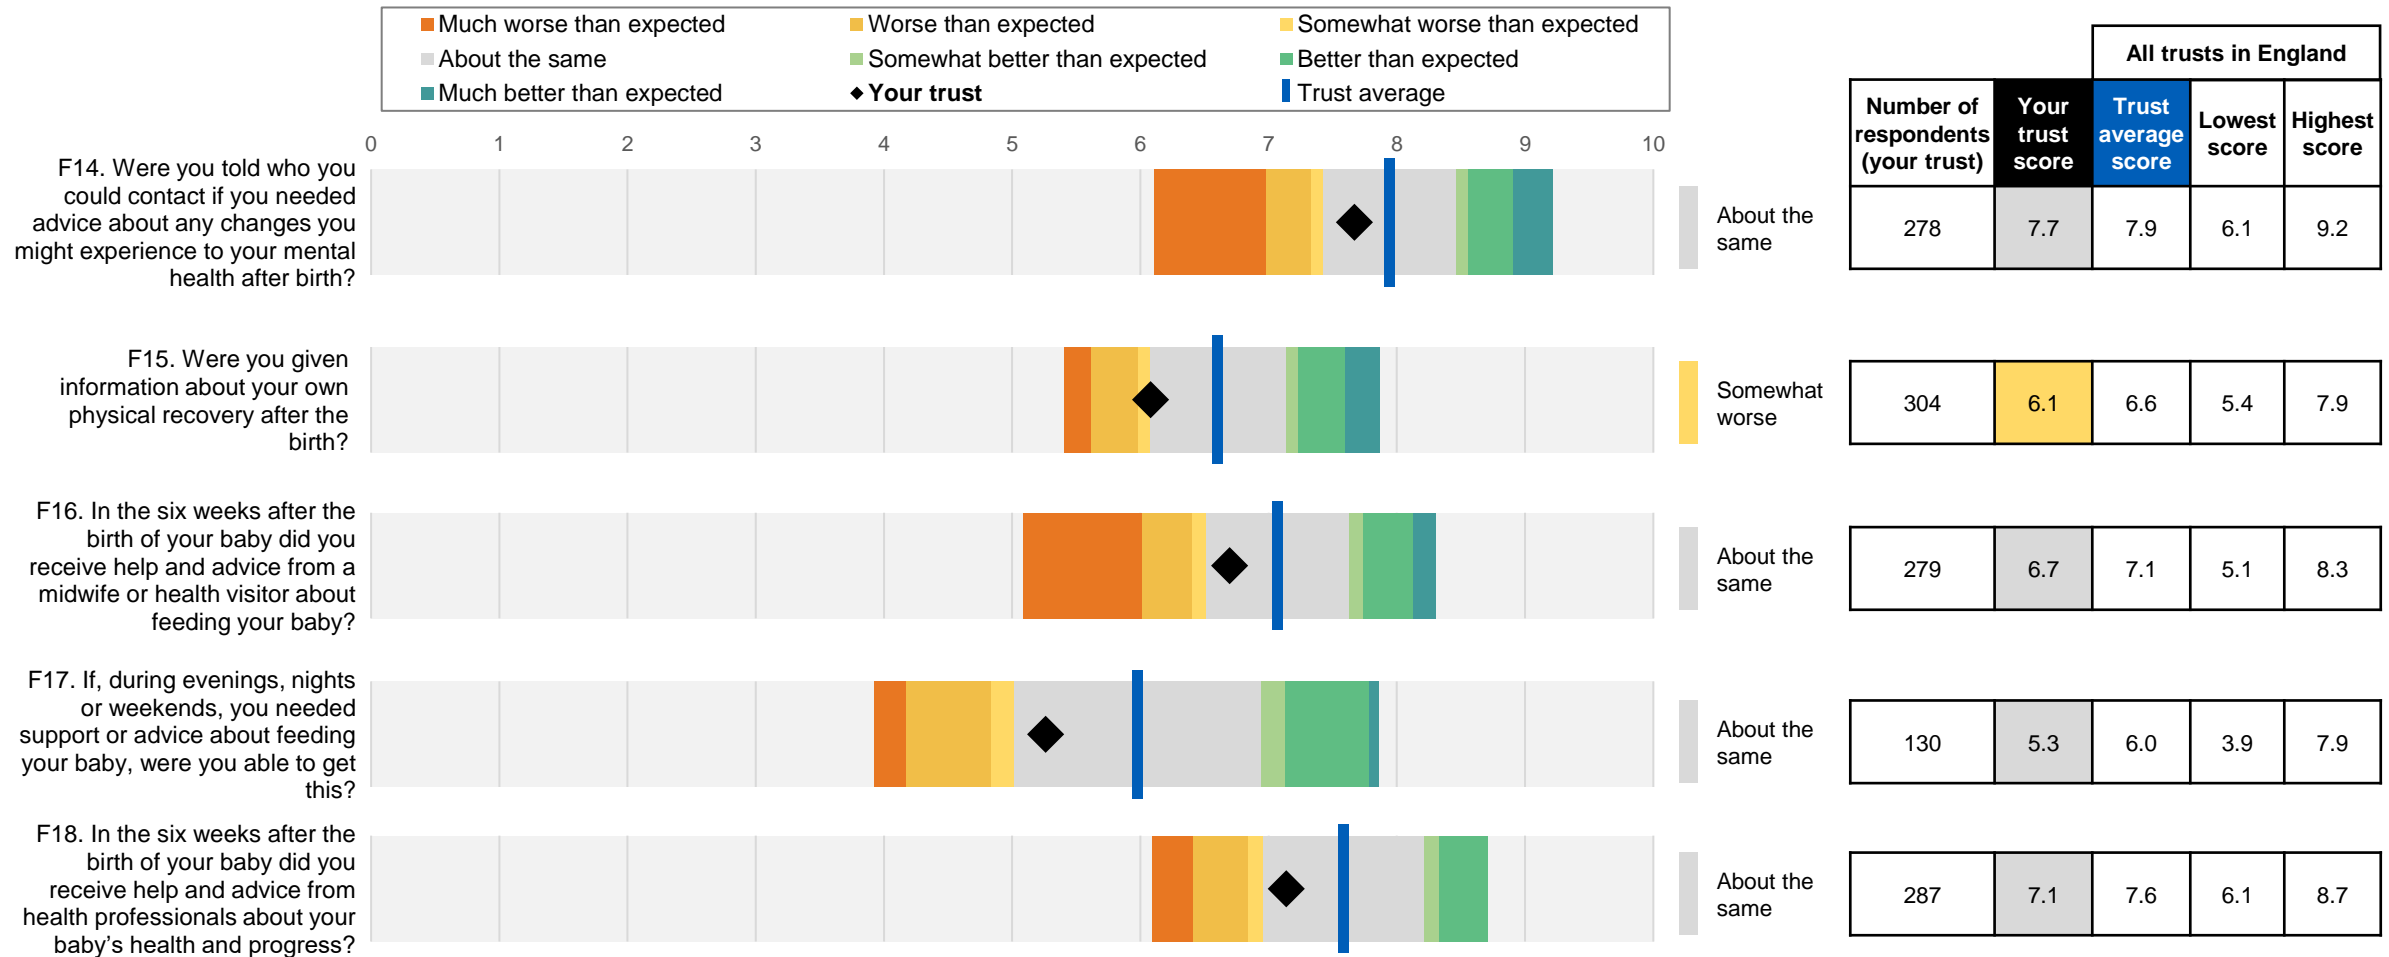 Much worse than expected
Worse than expected
Somewhat worse than expected
About the same
Somewhat better than expected
Better than expected
Much better than expected
Your trust
Trust average
All trusts in England
Number of
respondents
(your trust)
Your
trust
score
Trust
average
score
Lowest
score
Highest
score
0 1 2 3 4 5 6 7 8 9 10
F14. Were you told who you
could contact if you needed
advice about any changes you
might experience to your mental
health after birth?
About the
same
278 7.7 7.9 6.1 9.2
F15. Were you given
information about your own
physical recovery after the
birth?
Somewhat
worse
304 6.1 6.6 5.4 7.9
F16. In the six weeks after the
birth of your baby did you
receive help and advice from a
midwife or health visitor about
feeding your baby?
About the
same
279 6.7 7.1 5.1 8.3
F17. If, during evenings, nights
or weekends, you needed
support or advice about feeding
your baby, were you able to get
this?
About the
same
130 5.3 6.0 3.9 7.9
F18. In the six weeks after the
birth of your baby did you
receive help and advice from
health professionals about your
baby’s health and progress?
About the
same
287 7.1 7.6 6.1 8.7